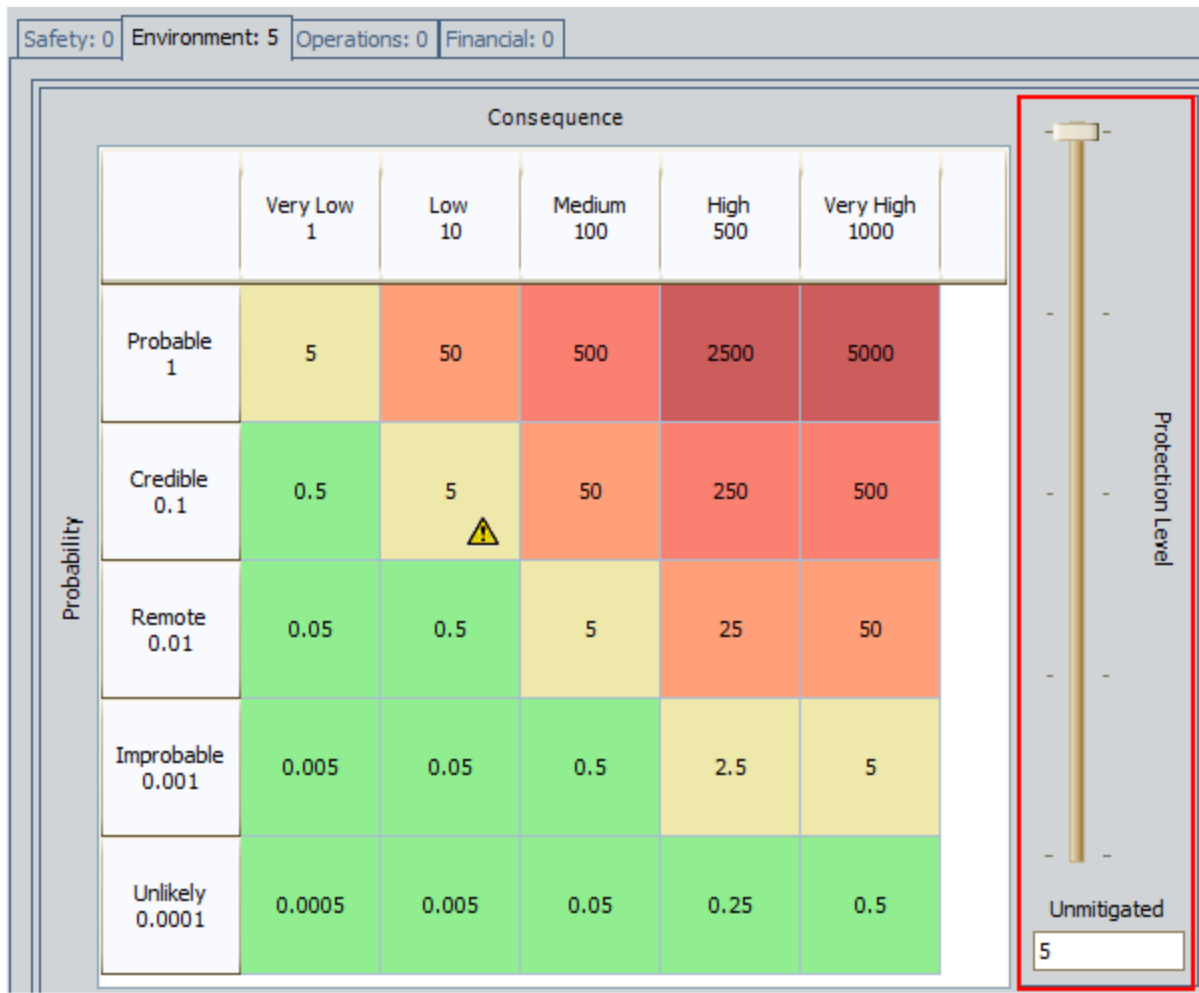 Safety: 0 Environment: 5 Operations: 0 Financial: 0
Consequence
Very Low Low Medium High Very High
1 10 100 500 1000
Probable
1
5 50 500 2500 5000
Credible
0.1
0.5 5 50 250 500
Remote
0.01
0.05 0.5 5 25 50
Improbable
0.001
0.005 0.05 0.5 2.5 5
Unlikely
0.0001
0.0005 0.005 0.05 0.25 0.5
Probability
Protection Level
Unmitigated
5